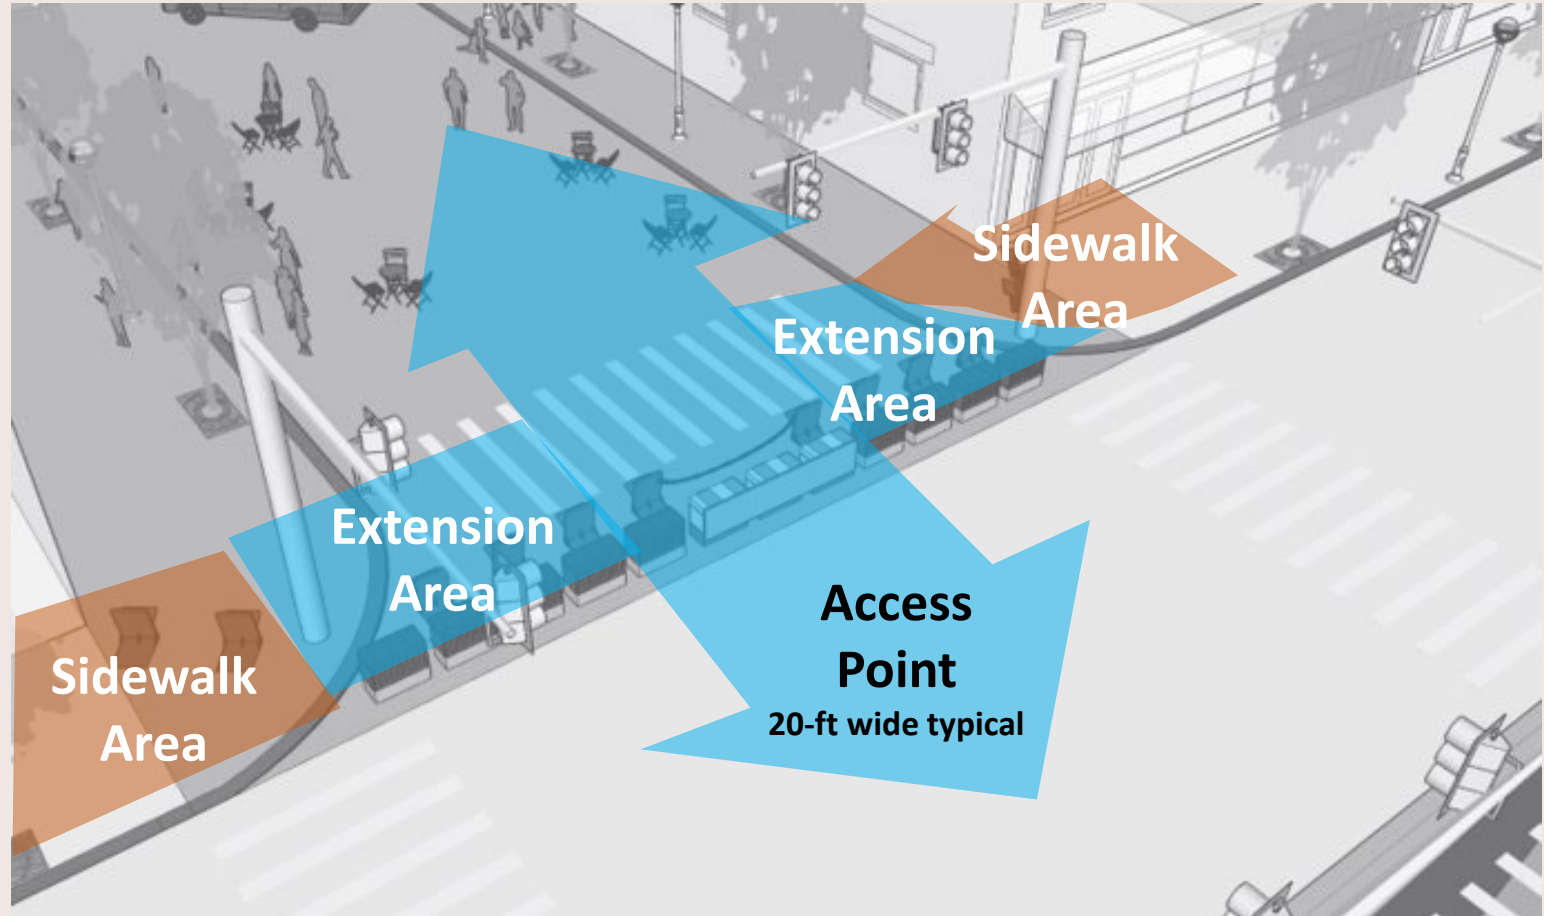 Sidewalk
Area
Extension
Area
Extension
Area
Access
Point
20-ft wide typical
Sidewalk
Area